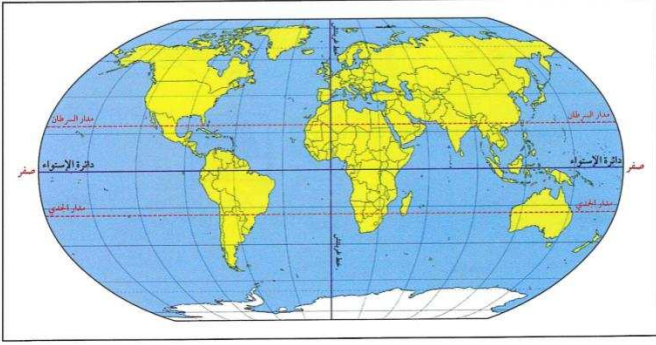 مدار السرطان
مدار السرطان
دائرة الإستواء
دائرة الإستواء
صفر
صفر
مدار الجدي
مدار الجدي
خط غرينتش
خط غرينتش